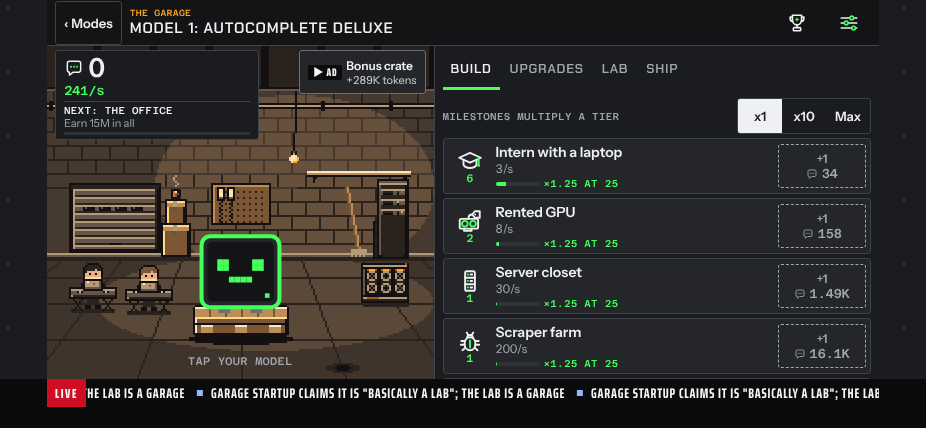 ‹ Modes
THE GARAGE
MODEL 1: AUTOCOMPLETE DELUXE
0
241/s
NEXT: THE OFFICE
Earn 15M in all
AD
Bonus crate
+289K tokens
TAP YOUR MODEL
BUILD UPGRADES LAB SHIP
MILESTONES MULTIPLY A TIER
x1 x10 Max
Intern with a laptop
3/s
6
×1.25 AT 25
+1
34
Rented GPU
8/s
2
×1.25 AT 25
+1
158
Server closet
30/s
1
×1.25 AT 25
+1
1.49K
Scraper farm
200/s
1
×1.25 AT 25
+1
16.1K
LIVE
HE LAB IS A GARAGE ■ GARAGE STARTUP CLAIMS IT IS "BASICALLY A LAB"; THE LAB IS A GARAGE ■ GARAGE STARTUP CLAIMS IT IS "BASICALLY A LAB"; THE LAB